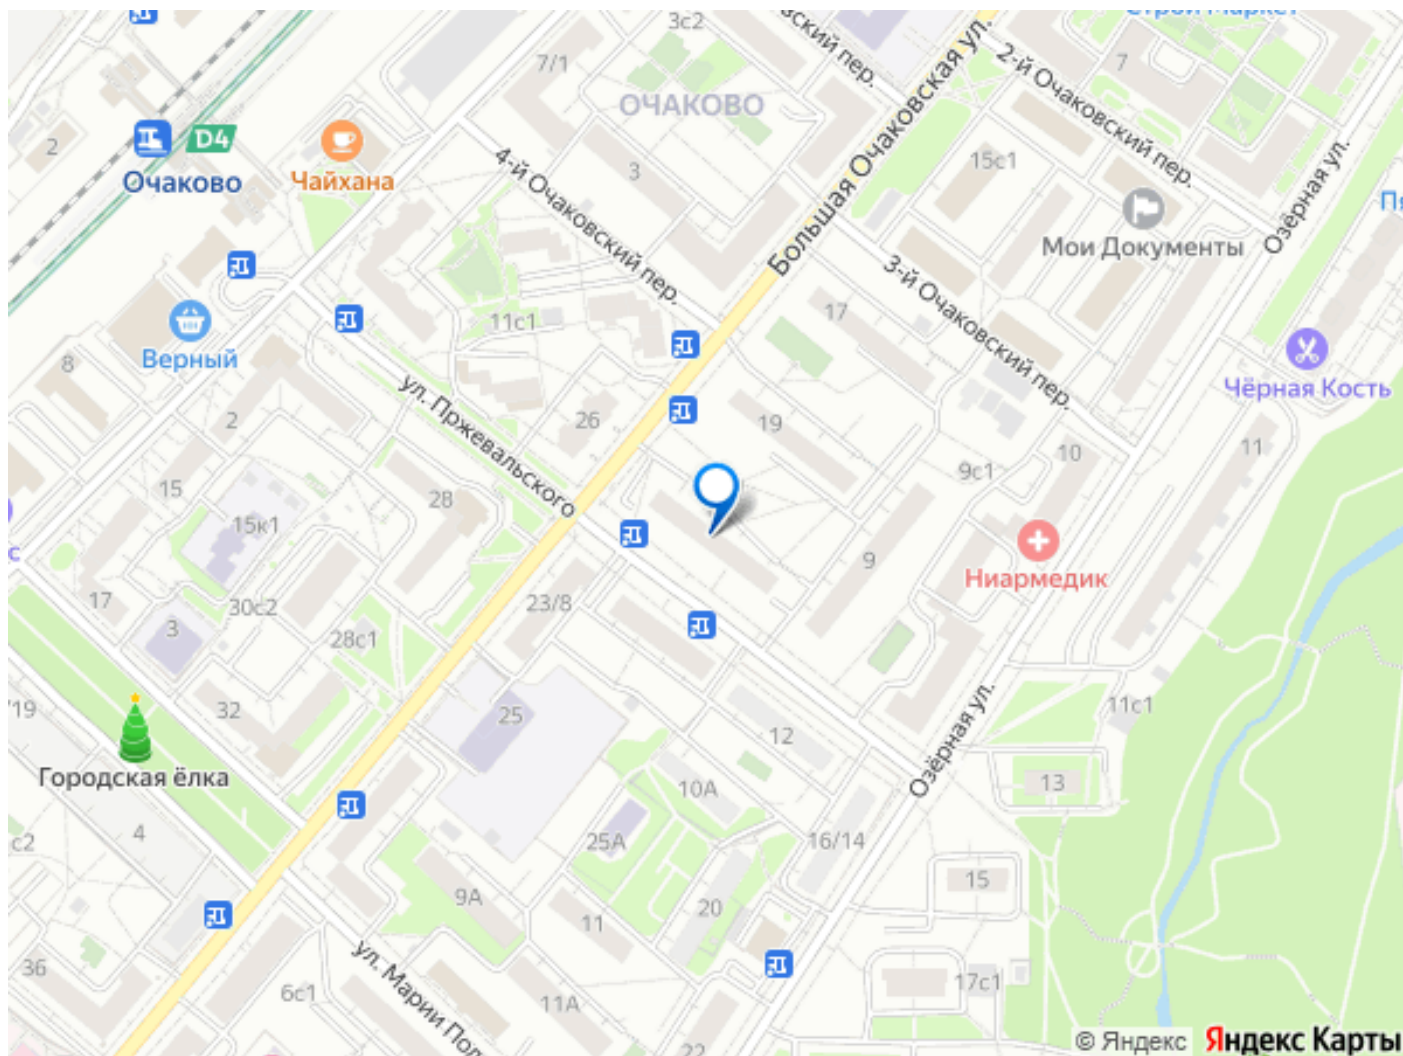 Строй Маркет
3с2
ский пер.
2-й Очаковский пер.
7
7/1
ОЧАКОВО
Большая Очаковская ул.
2
D4
Очаково
Чайхана
4-й Очаковский пер.
3
15с1
Мои Документы
Озёрная ул.
Пя
3-й Очаковский пер.
Верный
8
11с1
17
Чёрная Кость
ул. Пржевальского
2
26
19
10
11
9с1
15
28
15к1
с
9
Ниармедик
17
30с2
3
28с1
23/8
32
25
12
Озёрная ул.
11с1
'19
Городская ёлка
10А
13
4
с2
25А
16/14
9А
15
11
20
36
ул. Марии Пол
6с1
11А
17с1
22
© Яндекс Яндекс Карты